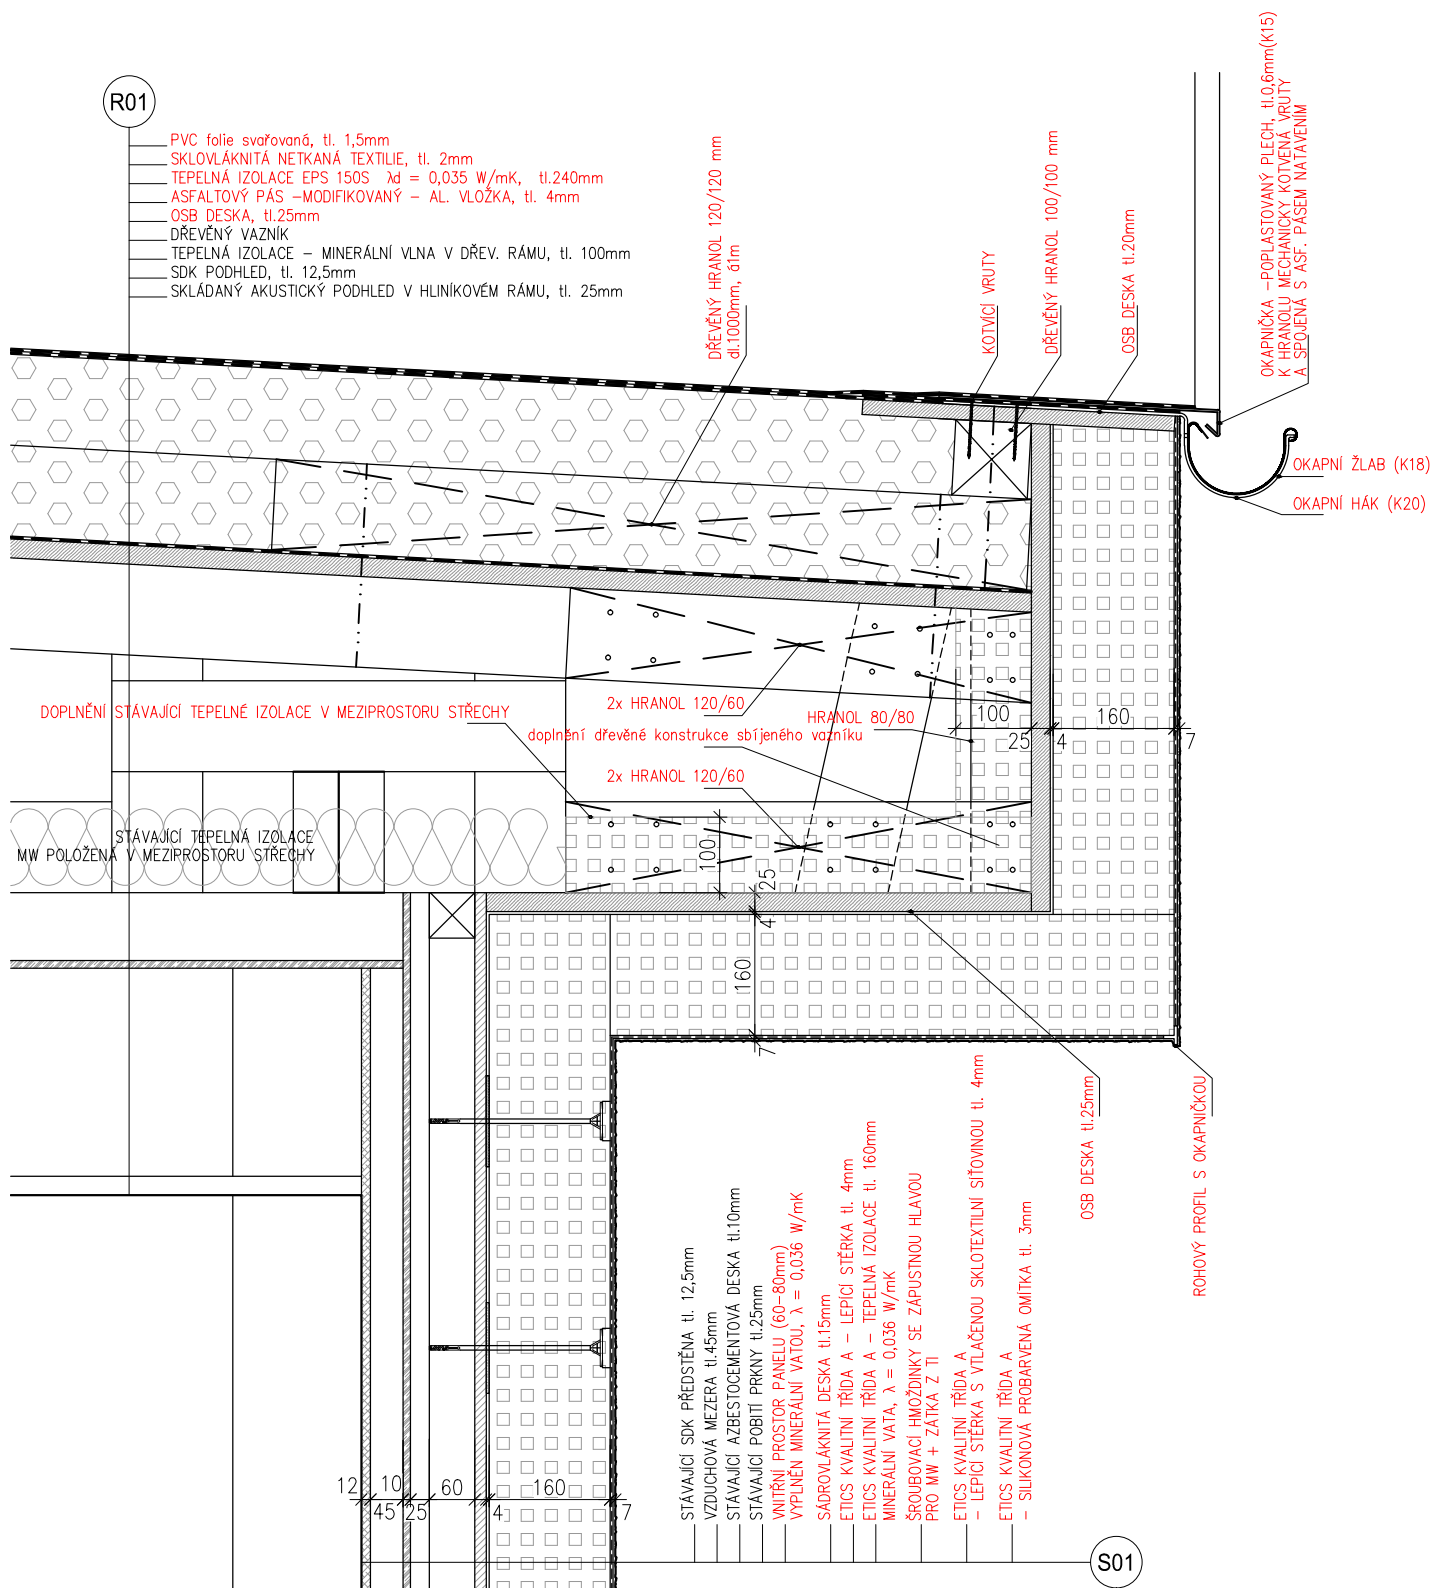 R01
PVC folie svařovaná, tl. 1,5mm
SKLOVLÁKNITÁ NETKANÁ TEXTILIE, tl. 2mm
TEPELNÁ IZOLACE EPS 150S λd = 0,035 W/mK, tl.240mm
ASFALTOVÝ PÁS –MODIFIKOVANÝ – AL. VLOŽKA, tl. 4mm
OSB DESKA, tl.25mm
DŘEVĚNÝ VAZNÍK
TEPELNÁ IZOLACE – MINERÁLNÍ VLNA V DŘEV. RÁMU, tl. 100mm
SDK PODHLED, tl. 12,5mm
SKLÁDANÝ AKUSTICKÝ PODHLED V HLINÍKOVÉM RÁMU, tl. 25mm
DŘEVĚNÝ HRANOL 120/120 mm
dl.1000mm, á1m
KOTVÍCÍ VRUTY
DŘEVĚNÝ HRANOL 100/100 mm
OSB DESKA tl.20mm
OKAPNIČKA –POPLASTOVANÝ PLECH, tl.0,6mm(K15)
K HRANOLU MECHANICKY KOTVENÁ VRUTY
A SPOJENÁ S ASF. PÁSEM NATAVENÍM
OKAPNÍ ŽLAB (K18)
OKAPNÍ HÁK (K20)
2x HRANOL 120/60
DOPLNĚNÍ STÁVAJÍCÍ TEPELNÉ IZOLACE V MEZIPROSTORU STŘECHY
HRANOL 80/80
100
160
doplnění dřevěné konstrukce sbíjeného vazníku
25
4
7
2x HRANOL 120/60
STÁVAJÍCÍ TEPELNÁ IZOLACE
MW POLOŽENÁ V MEZIPROSTORU STŘECHY
100
25
4
160
7
OSB DESKA tl.25mm
ROHOVÝ PROFIL S OKAPNIČKOU
STÁVAJÍCÍ SDK PŘEDSTĚNA tl. 12,5mm
VZDUCHOVÁ MEZERA tl.45mm
STÁVAJÍCÍ AZBESTOCEMENTOVÁ DESKA tl.10mm
STÁVAJÍCÍ POBITÍ PRKNY tl.25mm
VNITŘNÍ PROSTOR PANELU (60–80mm)
VYPLNĚN MINERÁLNÍ VATOU, λ = 0,036 W/mK
SÁDROVLÁKNITÁ DESKA tl.15mm
ETICS KVALITNÍ TŘÍDA A – LEPÍCÍ STĚRKA tl. 4mm
ETICS KVALITNÍ TŘÍDA A – TEPELNÁ IZOLACE tl. 160mm
MINERÁLNÍ VATA, λ = 0,036 W/mK
ŠROUBOVACÍ HMOŽDINKY SE ZÁPUSTNOU HLAVOU
PRO MW + ZÁTKA Z TI
ETICS KVALITNÍ TŘÍDA A
– LEPÍCÍ STĚRKA S VTLAČENOU SKLOTEXTILNÍ SÍŤOVINOU tl. 4mm
ETICS KVALITNÍ TŘÍDA A
– SILIKONOVÁ PROBARVENÁ OMÍTKA tl. 3mm
12
10
60
160
45
25
4
7
S01